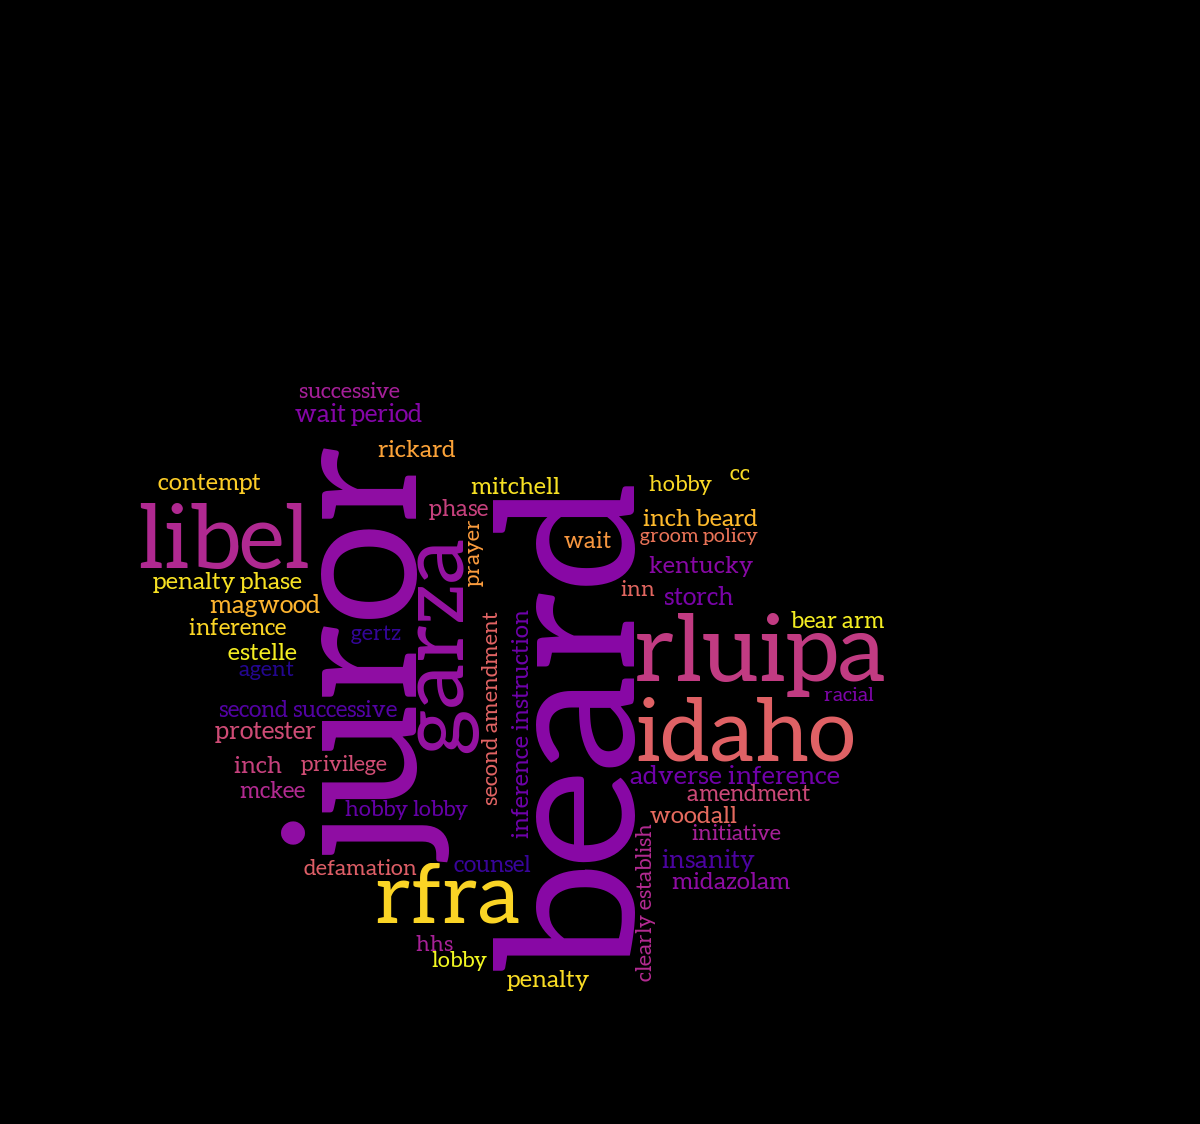 successive
wait period
rickard
contempt
mitchell
hobby
cc
libel
juror
phase
beard
inch beard
prayer
wait
groom policy
garza
penalty phase
kentucky
magwood
inn
storch
inference
gertz
bear arm
estelle
rluipa
agent
second amendment
inference instruction
racial
second successive
protester
idaho
inch
privilege
adverse inference
mckee
amendment
hobby lobby
woodall
initiative
defamation
counsel
insanity
rfra
midazolam
clearly establish
hhs
lobby
penalty